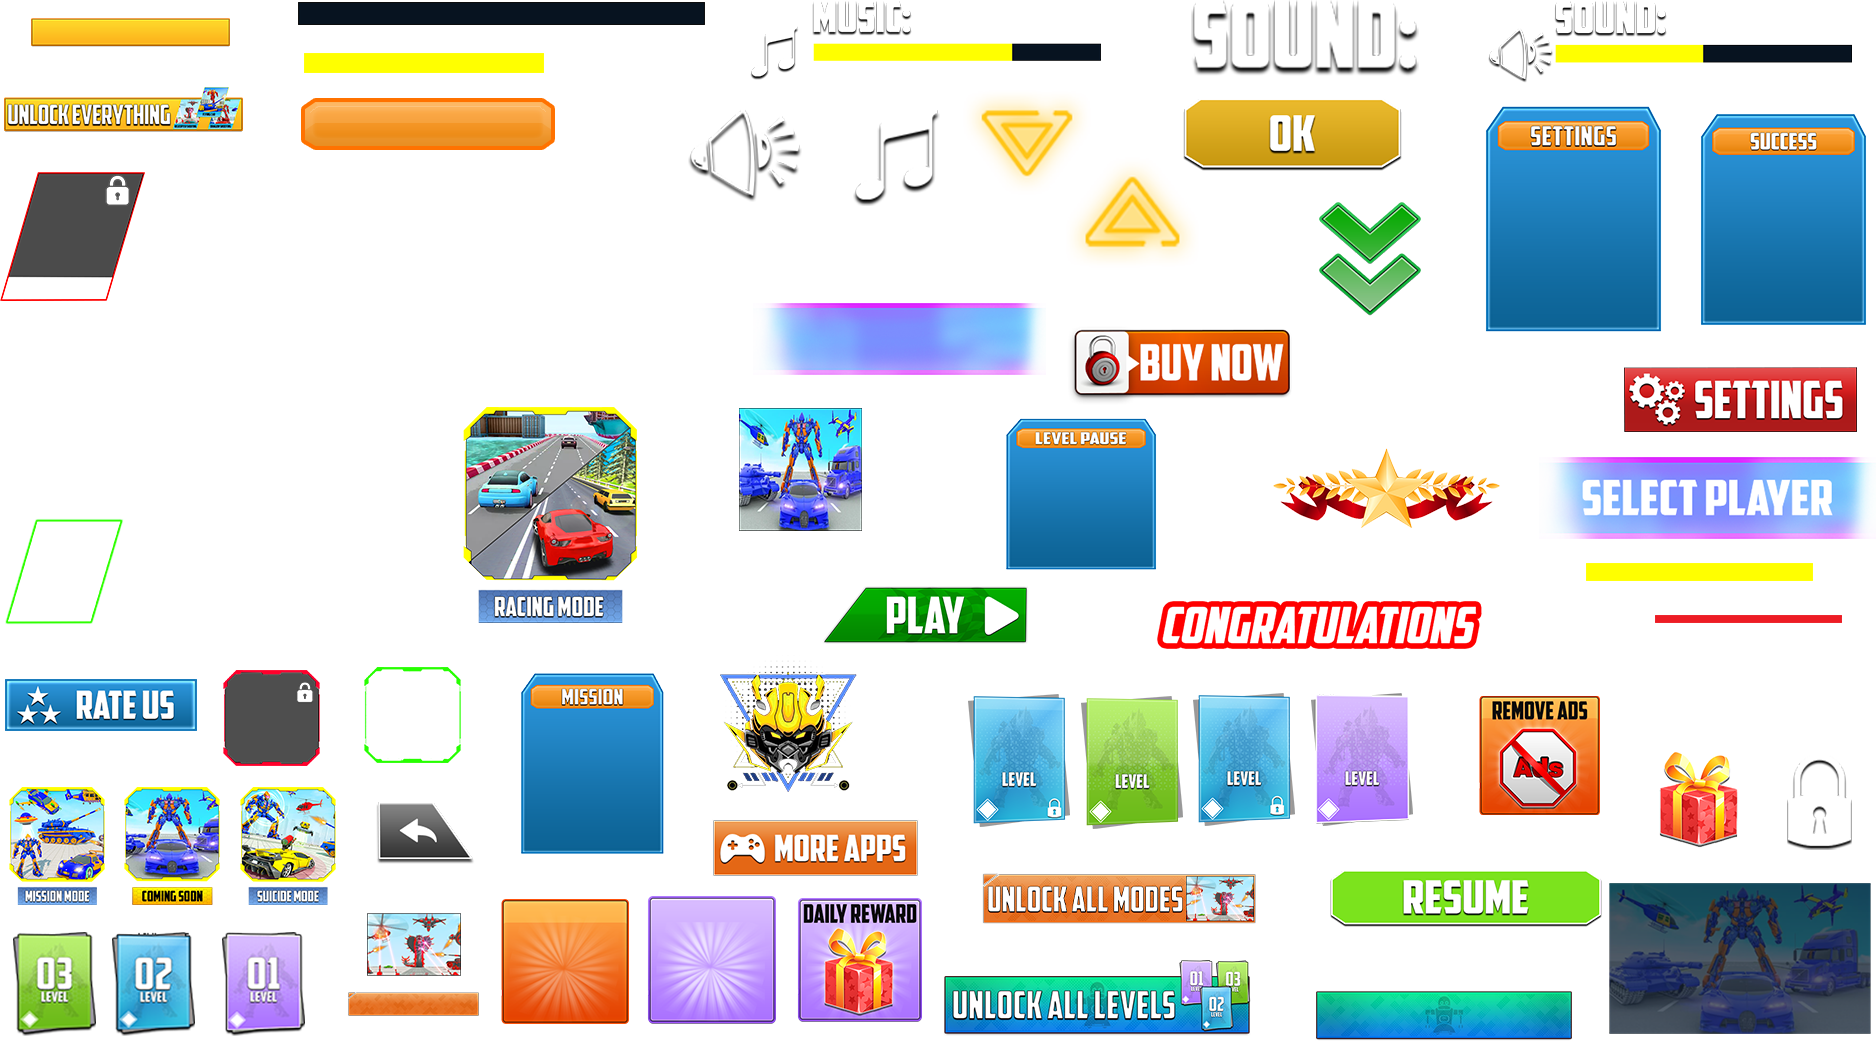 MUSIC:
SOUND:
SOUND:
UNLOCK EVERYTHING
OK
SETTINGS
SUCCESS
BUY NOW
SETTINGS
LEVEL PAUSE
SELECT PLAYER
RACING MODE
PLAY
CONGRATULATIONS
RATE US
MISSION
LEVEL
LEVEL
LEVEL
LEVEL
REMOVE ADS
Ads
MORE APPS
MISSION MODE
COMING SOON
SUICIDE MODE
UNLOCK ALL MODES
RESUME
DAILY REWARD
03
LEVEL
02
LEVEL
01
LEVEL
UNLOCK ALL LEVELS
01
03
02
LEVEL